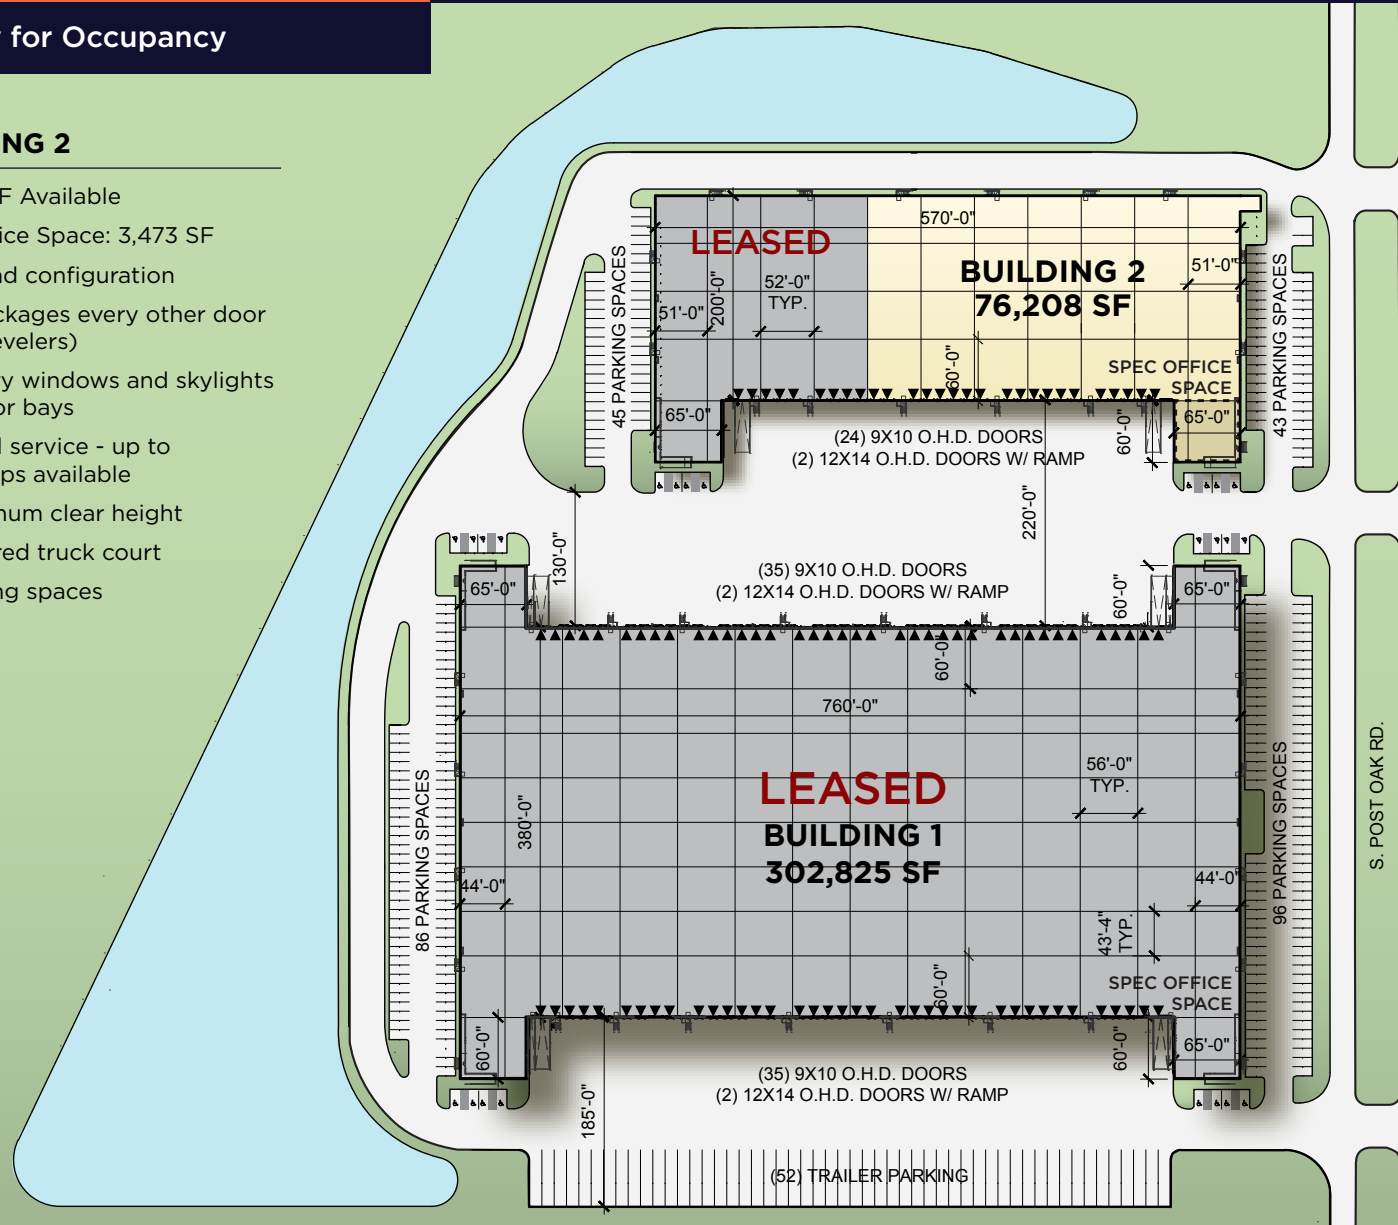 for Occupancy
NG 2
F Available
ice Space: 3,473 SF
nd configuration
ckages every other door
evelers)
ry windows and skylights
or bays
l service - up to
ps available
num clear height
red truck court
ng spaces
LEASED
570'-0"
BUILDING 2
76,208 SF
51'-0"
200'-0"
52'-0"
TYP.
51'-0"
60'-0"
SPEC OFFICE
SPACE
45 PARKING SPACES
43 PARKING SPACES
65'-0"
65'-0"
60'-0"
(24) 9X10 O.H.D. DOORS
(2) 12X14 O.H.D. DOORS W/ RAMP
220'-0"
130'-0"
(35) 9X10 O.H.D. DOORS
(2) 12X14 O.H.D. DOORS W/ RAMP
65'-0"
60'-0"
65'-0"
60'-0"
760'-0"
LEASED
BUILDING 1
302,825 SF
56'-0"
TYP.
380'-0"
86 PARKING SPACES
96 PARKING SPACES
S. POST OAK RD.
44'-0"
44'-0"
43'-4"
TYP.
60'-0"
SPEC OFFICE
SPACE
60'-0"
60'-0"
65'-0"
(35) 9X10 O.H.D. DOORS
(2) 12X14 O.H.D. DOORS W/ RAMP
185'-0"
(52) TRAILER PARKING